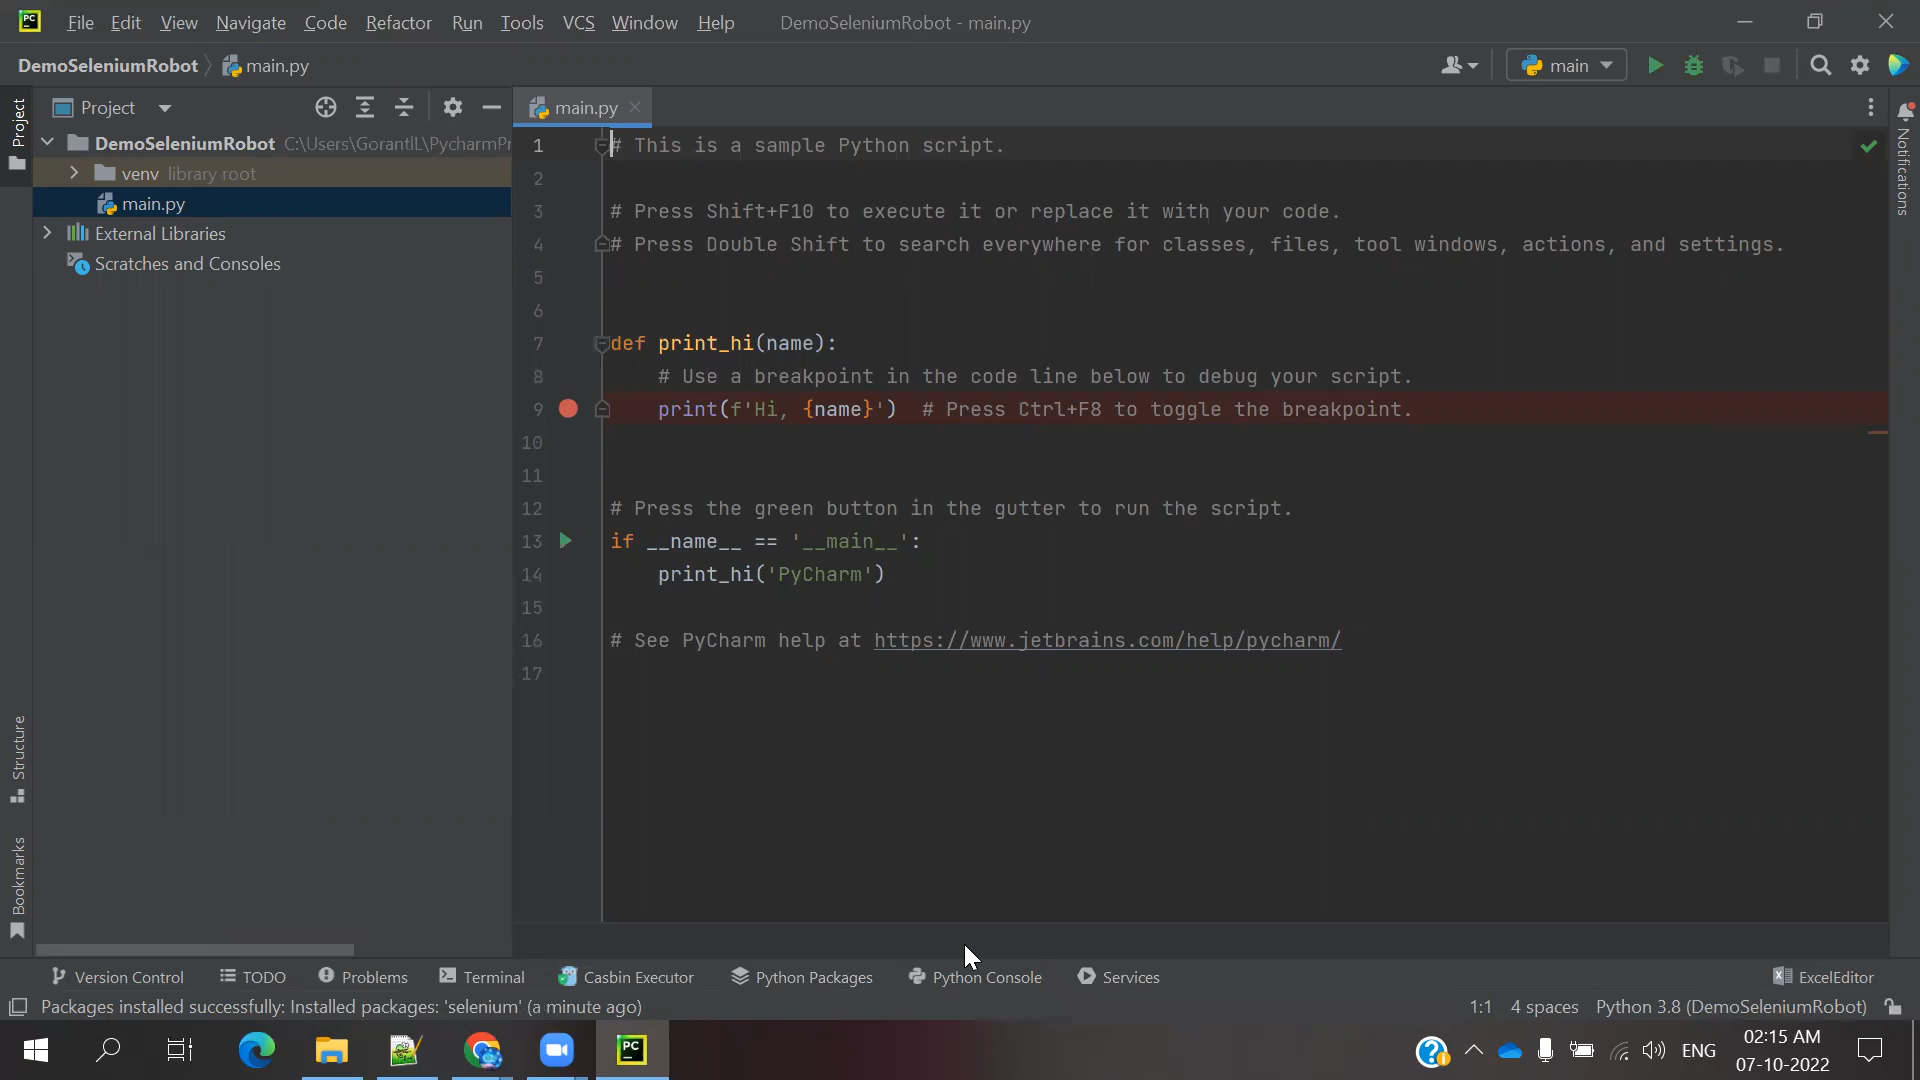 PC File Edit View Navigate Code Refactor Run Tools VCS Window Help DemoSeleniumRobot - main.py
DemoSeleniumRobot main.py
main
Project
Project
main.py
DemoSeleniumRobot C:\Users\GorantlL\PycharmPr
venv library root
main.py
External Libraries
Scratches and Consoles
1 # This is a sample Python script.
2
3 # Press Shift+F10 to execute it or replace it with your code.
4 # Press Double Shift to search everywhere for classes, files, tool windows, actions, and settings.
5
6
7 def print_hi(name):
8 # Use a breakpoint in the code line below to debug your script.
9 print(f'Hi, {name}') # Press Ctrl+F8 to toggle the breakpoint.
10
11
12 # Press the green button in the gutter to run the script.
13 if __name__ == '__main__':
14 print_hi('PyCharm')
15
16 # See PyCharm help at https://www.jetbrains.com/help/pycharm/
17
Notifications
Structure
Bookmarks
Version Control TODO Problems Terminal Casbin Executor Python Packages Python Console Services ExcelEditor
Packages installed successfully: Installed packages: 'selenium' (a minute ago) 1:1 4 spaces Python 3.8 (DemoSeleniumRobot)
PC
ENG
02:15 AM
07-10-2022